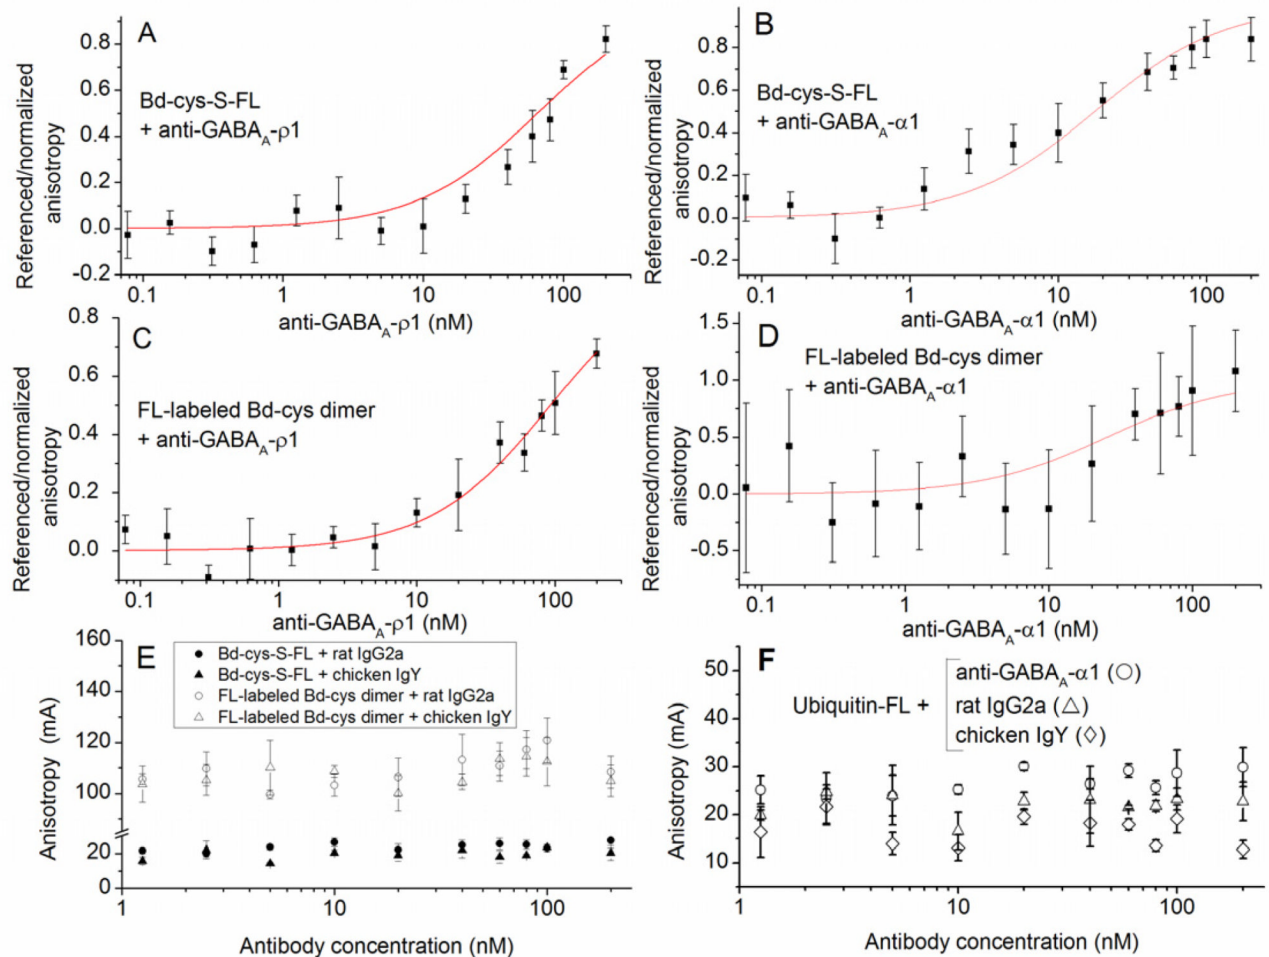 A
Bd-cys-S-FL
+ anti-GABA_A-ρ1
Referenced/normalized
anisotropy
0.8
0.6
0.4
0.2
0.0
-0.2
0.1 1 10 100
anti-GABA_A-ρ1 (nM)
B
Bd-cys-S-FL
+ anti-GABA_A-α1
Referenced/normalized
anisotropy
0.8
0.6
0.4
0.2
0.0
-0.2
0.1 1 10 100
anti-GABA_A-α1 (nM)
C
FL-labeled Bd-cys dimer
+ anti-GABA_A-ρ1
Referenced/normalized
anisotropy
0.8
0.6
0.4
0.2
0.0
0.1 1 10 100
anti-GABA_A-ρ1 (nM)
D
FL-labeled Bd-cys dimer
+ anti-GABA_A-α1
Referenced/normalized
anisotropy
1.5
1.0
0.5
0.0
-0.5
0.1 1 10 100
anti-GABA_A-α1 (nM)
E
Bd-cys-S-FL + rat IgG2a
Bd-cys-S-FL + chicken IgY
FL-labeled Bd-cys dimer + rat IgG2a
FL-labeled Bd-cys dimer + chicken IgY
Anisotropy (mA)
160
140
120
100
20
0
1 10 100
Antibody concentration (nM)
F
Ubiquitin-FL +
anti-GABA_A-α1 (○)
rat IgG2a (△)
chicken IgY (◇)
Anisotropy (mA)
50
40
30
20
10
1 10 100
Antibody concentration (nM)